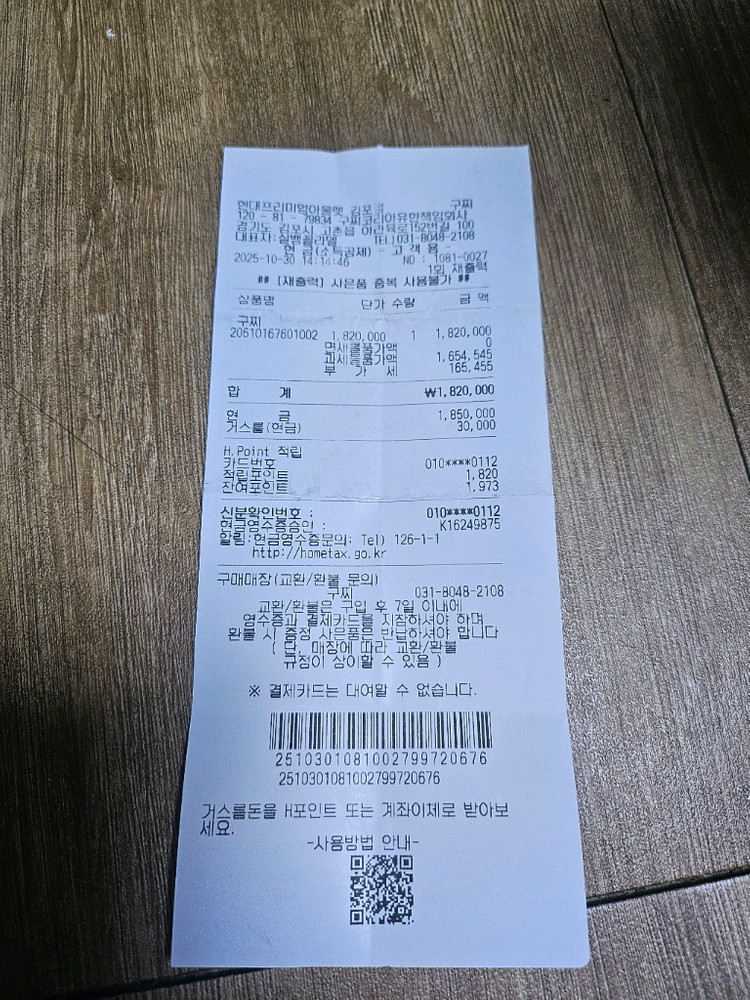 현대프리미엄아울렛 김포점 구찌
120 - 81 - 79834 구찌코리아유한책임회사
경기도 김포시 고촌읍 아라육로152번길 100
대표자: TEL)031-8048-2108
현 금(소득공제) - 고 객 용
2025-10-30 14:14:46 NO : 1081-0027
1회 재출력
## [재출력] 사은품 중복 사용불가 ##
상품명 단가 수량 금 액
구찌
20610167601002 1,820,000 1 1,820,000
면세물품가액 0
과세물품가액 1,654,545
부 가 세 165,455
합 계 ₩1,820,000
현 금 1,850,000
거스름(현금) 30,000
H.Point 적립
카드번호 010****0112
적립포인트 1,820
잔여포인트 1,973
신분확인번호 : 010****0112
현금영수증승인 : K16249875
알림:현금영수증문의: Tel) 126-1-1
http://hometax.go.kr
구매매장(교환/환불 문의)
구찌 031-8048-2108
교환/환불은 구입 후 7일 이내에
영수증과 결제카드를 지참하셔야 하며
환불 시 증정 사은품은 반납하셔야 합니다
( 단, 매장에 따라 교환/환불
규정이 상이할 수 있음 )
※ 결제카드는 대여할 수 없습니다.
2510301081002799720676
2510301081002799720676
거스름돈을 H포인트 또는 계좌이체로 받아보
세요.
-사용방법 안내-